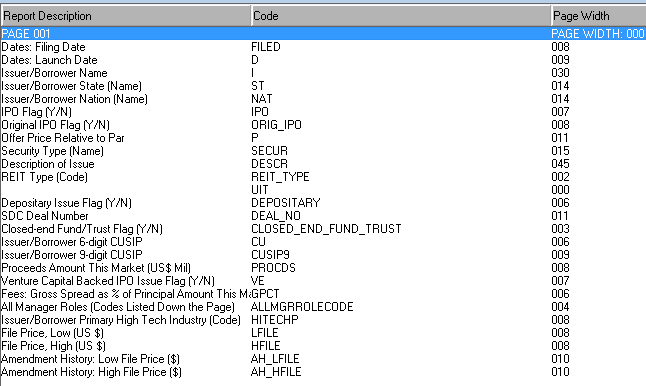 Report Description Code Page Width
PAGE 001 PAGE WIDTH: 000
Dates: Filing Date FILED 008
Dates: Launch Date D 009
Issuer/Borrower Name I 030
Issuer/Borrower State (Name) ST 014
Issuer/Borrower Nation (Name) NAT 014
IPO Flag (Y/N) IPO 007
Original IPO Flag (Y/N) ORIG_IPO 008
Offer Price Relative to Par P 011
Security Type (Name) SECUR 015
Description of Issue DESCR 045
REIT Type (Code) REIT_TYPE 002
UIT 000
Depositary Issue Flag (Y/N) DEPOSITARY 006
SDC Deal Number DEAL_NO 011
Closed-end Fund/Trust Flag (Y/N) CLOSED_END_FUND_TRUST 003
Issuer/Borrower 6-digit CUSIP CU 006
Issuer/Borrower 9-digit CUSIP CUSIP9 009
Proceeds Amount This Market (US$ Mil) PROCDS 008
Venture Capital Backed IPO Issue Flag (Y/N) VE 007
Fees: Gross Spread as % of Principal Amount This Ma GPCT 006
All Manager Roles (Codes Listed Down the Page) ALLMGRROLECODE 004
Issuer/Borrower Primary High Tech Industry (Code) HITECHP 008
File Price, Low (US $) LFILE 008
File Price, High (US $) HFILE 008
Amendment History: Low File Price ($) AH_LFILE 010
Amendment History: High File Price ($) AH_HFILE 010